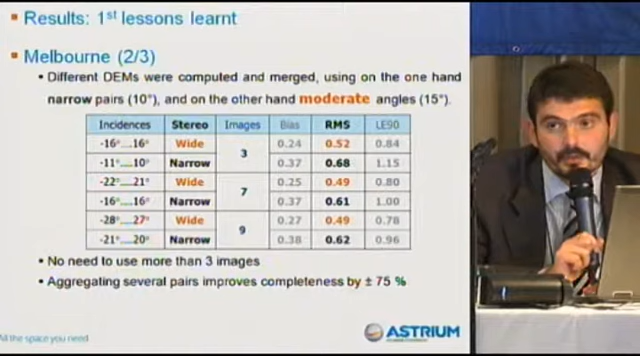 Results: 1st lessons learnt
Melbourne (2/3)
Different DEMs were computed and merged, using on the one hand
narrow pairs (10°), and on the other hand moderate angles (15°).
Incidences Stereo Images Bias RMS LE90
-16°....16° Wide 3 0.24 0.52 0.84
-11°....10° Narrow 0.37 0.68 1.15
-22°....21° Wide 7 0.25 0.49 0.80
-16°....16° Narrow 0.37 0.61 1.00
-28°....27° Wide 9 0.27 0.49 0.78
-21°....20° Narrow 0.38 0.62 0.96
No need to use more than 3 images
Aggregating several pairs improves completeness by ± 75 %
All the space you need
ASTRIUM